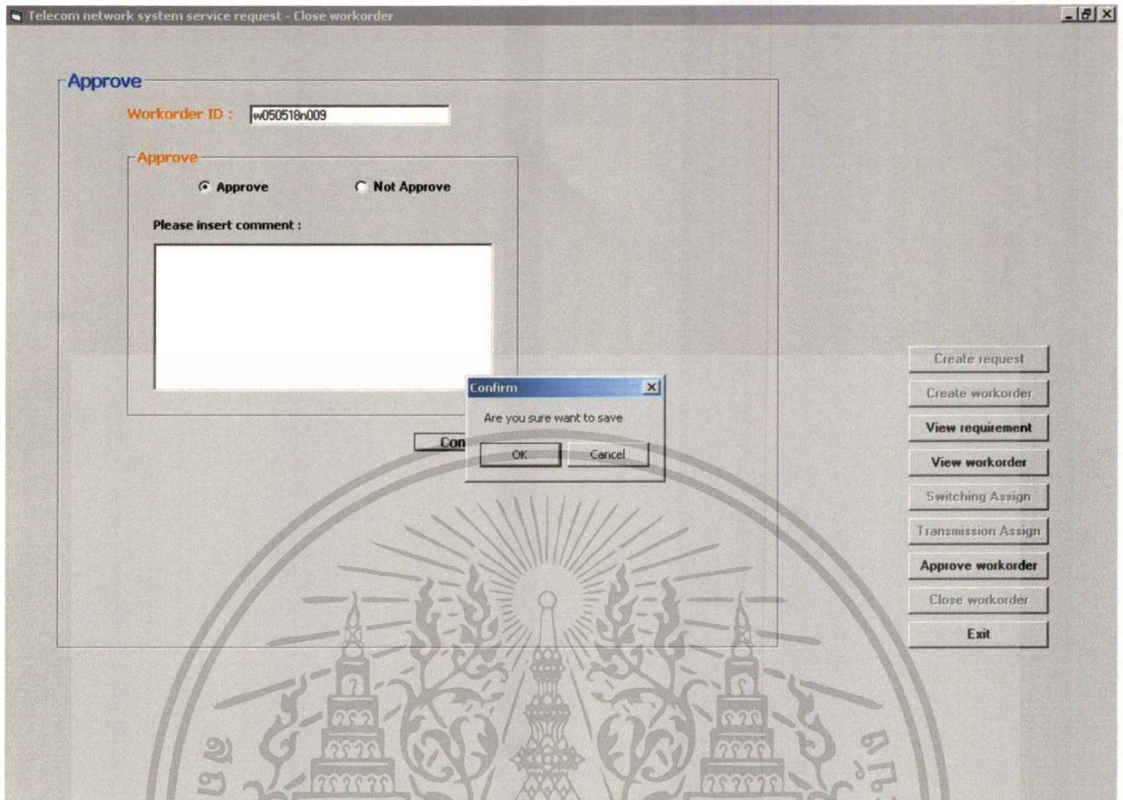 Telecom network system service request - Close workorder
Approve
Workorder ID : w050518n009
Approve
Approve Not Approve
Please insert comment :
Confirm
Are you sure want to save
OK Cancel
Create request
Create workorder
View requirement
View workorder
Switching Assign
Transmission Assign
Approve workorder
Close workorder
Exit